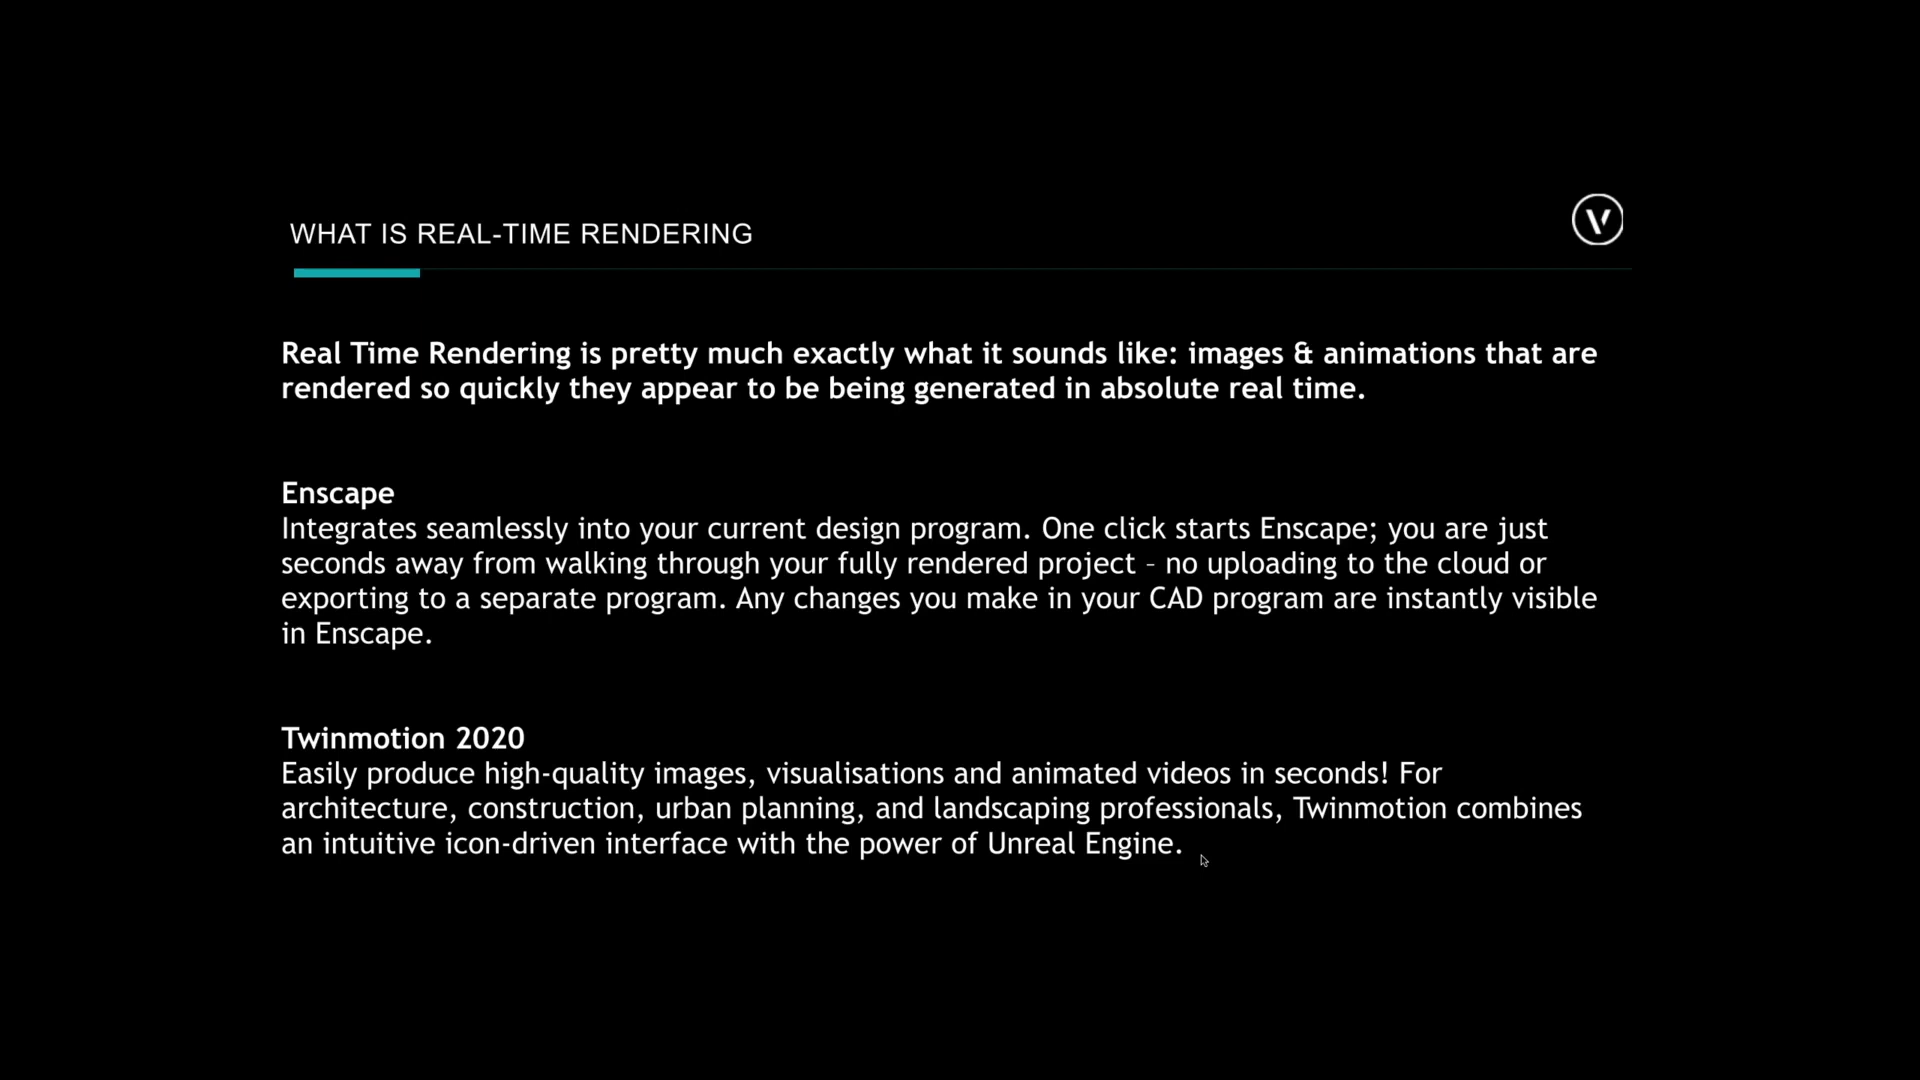 WHAT IS REAL-TIME RENDERING
Real Time Rendering is pretty much exactly what it sounds like: images & animations that are
rendered so quickly they appear to be being generated in absolute real time.
Enscape
Integrates seamlessly into your current design program. One click starts Enscape; you are just
seconds away from walking through your fully rendered project – no uploading to the cloud or
exporting to a separate program. Any changes you make in your CAD program are instantly visible
in Enscape.
Twinmotion 2020
Easily produce high-quality images, visualisations and animated videos in seconds! For
architecture, construction, urban planning, and landscaping professionals, Twinmotion combines
an intuitive icon-driven interface with the power of Unreal Engine.